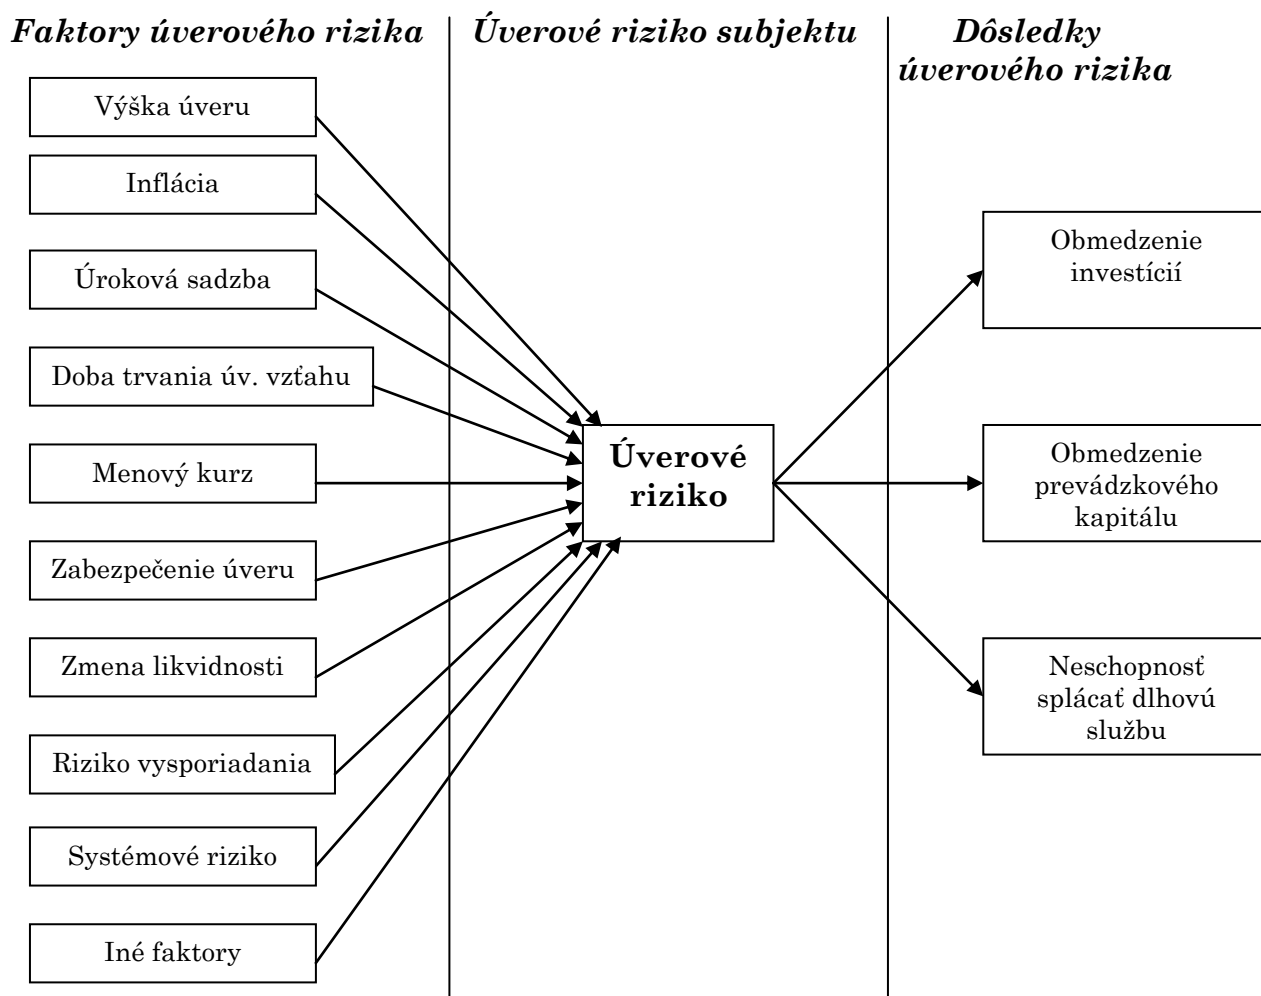 Faktory úverového rizika
Úverové riziko subjektu
Dôsledky
úverového rizika
Výška úveru
Inflácia
Úroková sadzba
Doba trvania úv. vzťahu
Menový kurz
Zabezpečenie úveru
Zmena likvidnosti
Riziko vysporiadania
Systémové riziko
Iné faktory
Úverové
riziko
Obmedzenie
investícií
Obmedzenie
prevádzkového
kapitálu
Neschopnosť
splácať dlhovú
službu